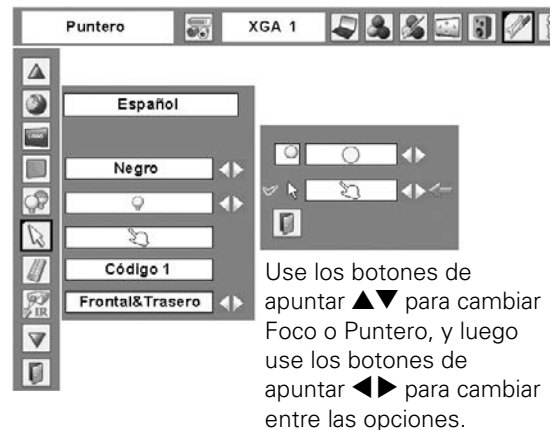 Puntero
XGA 1
Español
Negro
Código 1
Frontal&Trasero
IR
Use los botones de
apuntar ▲▼ para cambiar
Foco o Puntero, y luego
use los botones de
apuntar ◀▶ para cambiar
entre las opciones.